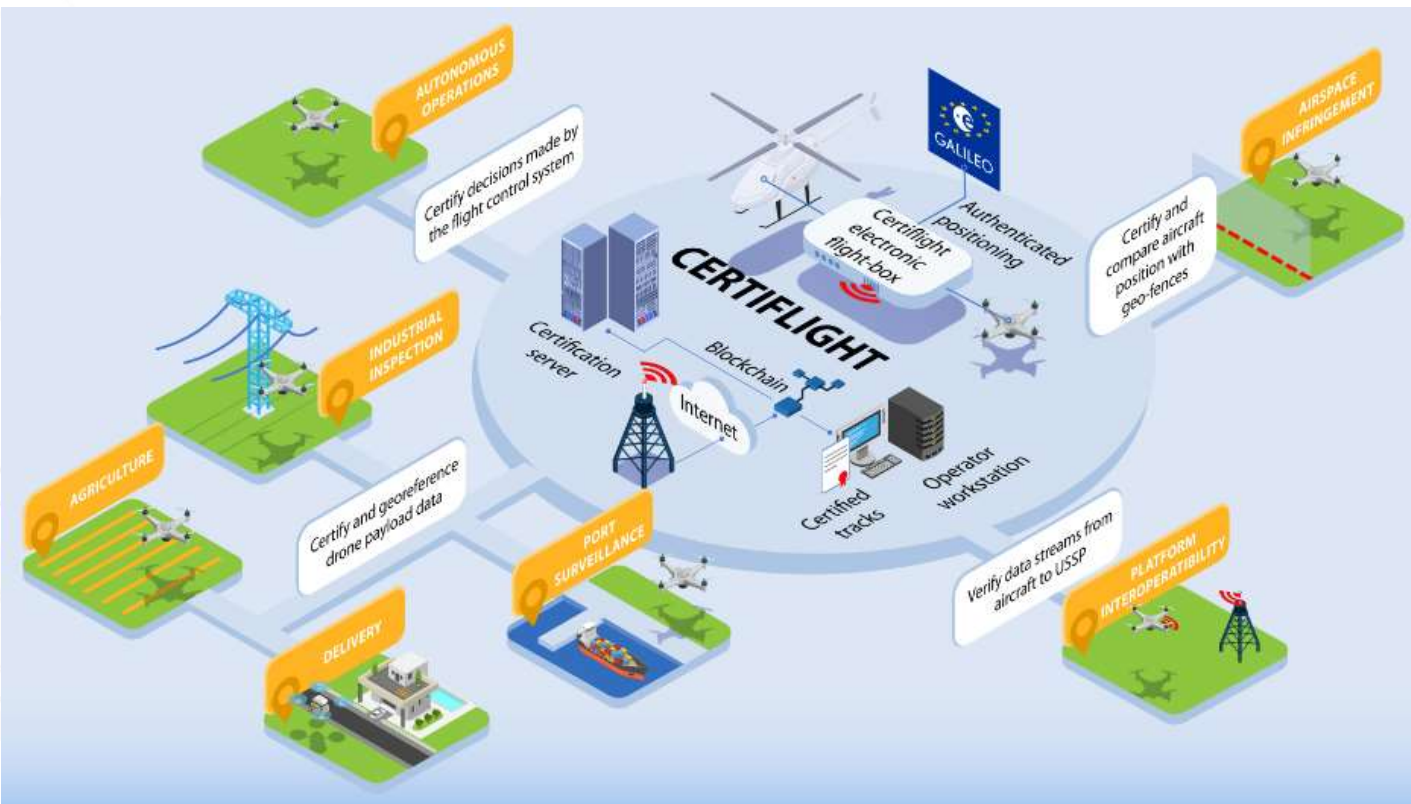 AUTONOMOUS
OPERATIONS
Certify decisions made by
the flight control system
GALILEO
Authenticated
positioning
Certiflight
electronic
flight-box
CERTIFLIGHT
Certification
server
Blockchain
Internet
Certified
tracks
Operator
workstation
AIRSPACE
INFRINGEMENT
Certify and
compare aircraft
position with
geo-fences
INDUSTRIAL
INSPECTION
AGRICULTURE
Certify and georeference
drone payload data
DELIVERY
PORT
SURVEILLANCE
Verify data streams from
aircraft to USSP
PLATFORM
INTEROPERATIBILITY